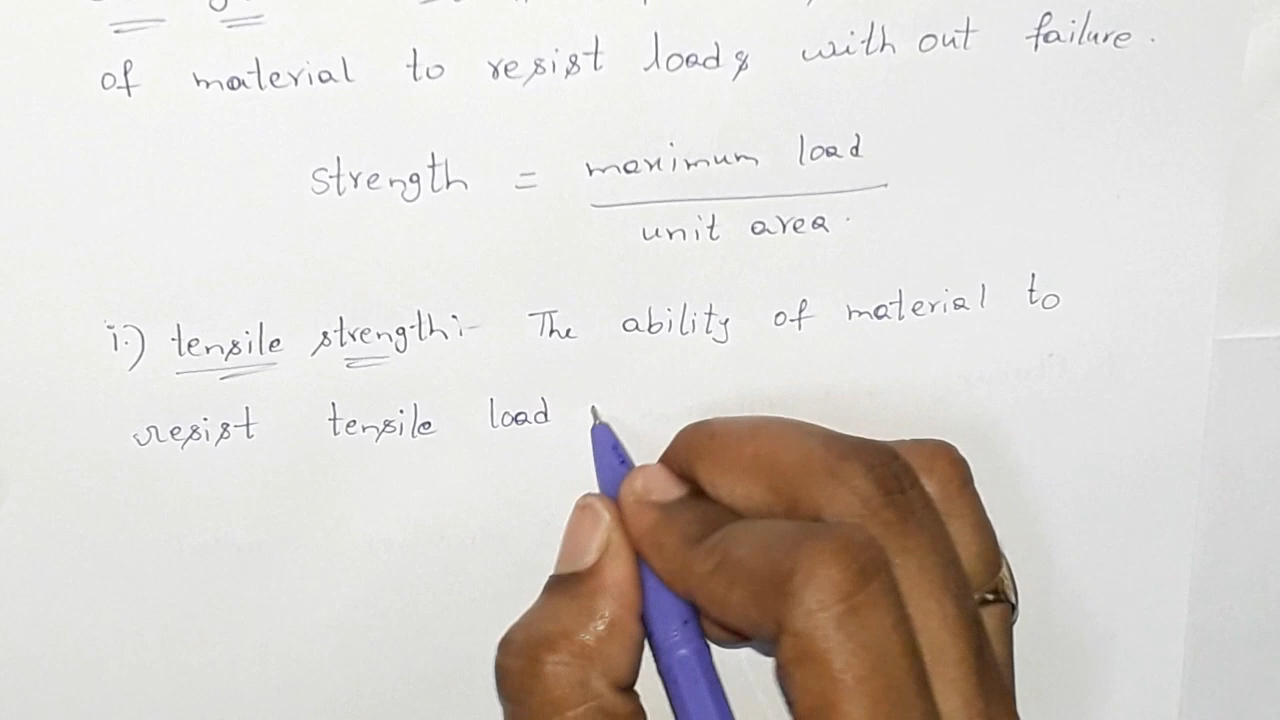 of material to resist loads with out failure.
strength = maximum load
unit area.
i.) tensile strength:- The ability of material to
resist tensile load